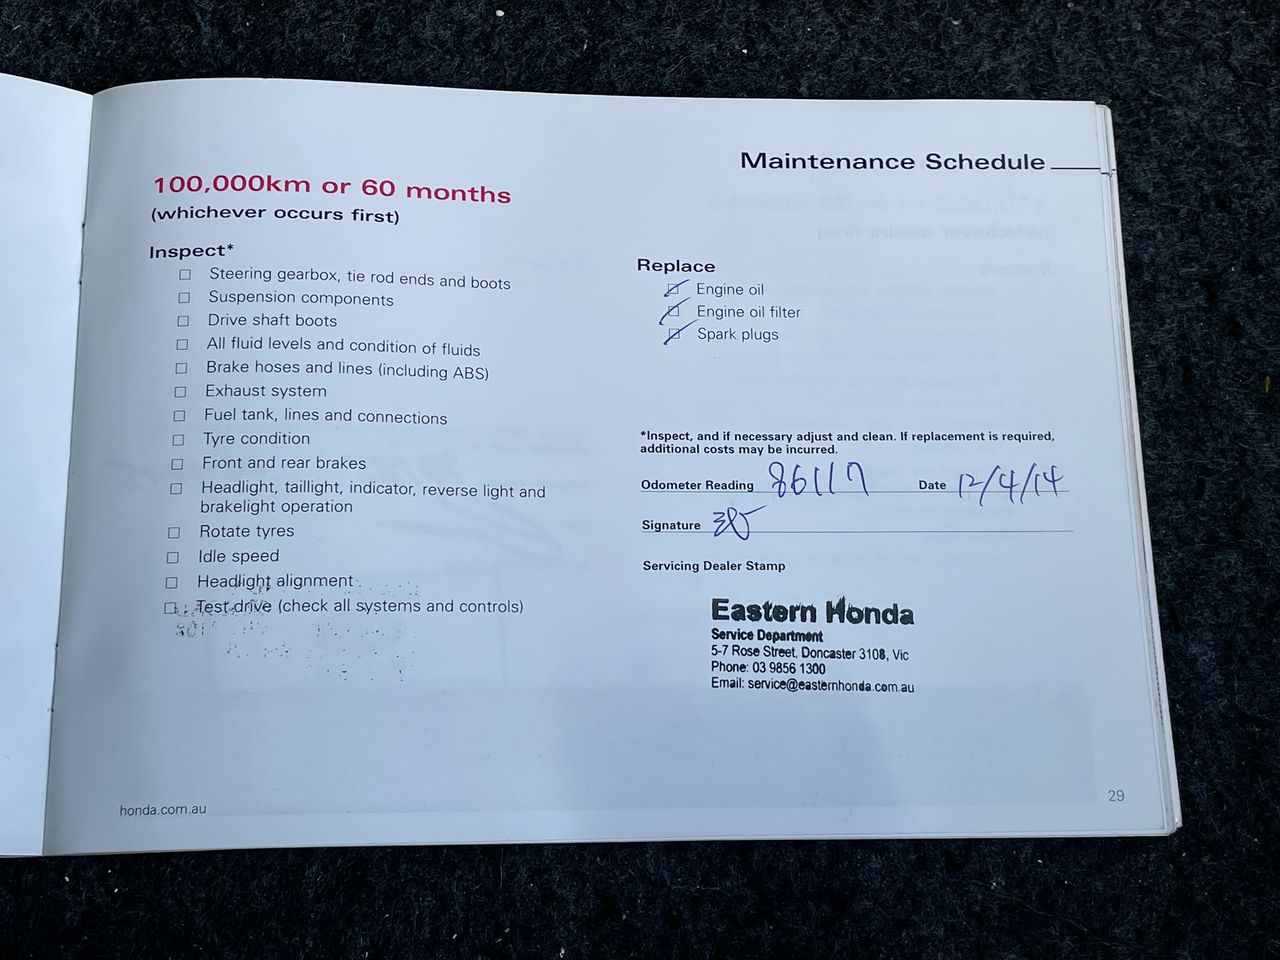 Maintenance Schedule
100,000km or 60 months
(whichever occurs first)
Inspect*
Steering gearbox, tie rod ends and boots
Suspension components
Drive shaft boots
All fluid levels and condition of fluids
Brake hoses and lines (including ABS)
Exhaust system
Fuel tank, lines and connections
Tyre condition
Front and rear brakes
Headlight, taillight, indicator, reverse light and
brakelight operation
Rotate tyres
Idle speed
Headlight alignment
Test drive (check all systems and controls)
Replace
Engine oil
Engine oil filter
Spark plugs
*Inspect, and if necessary adjust and clean. If replacement is required,
additional costs may be incurred.
Odometer Reading 86117 Date 12/4/14
Signature
Servicing Dealer Stamp
Eastern Honda
Service Department
5-7 Rose Street, Doncaster 3108, Vic
Phone: 03 9856 1300
Email: service@easternhonda.com.au
honda.com.au
29